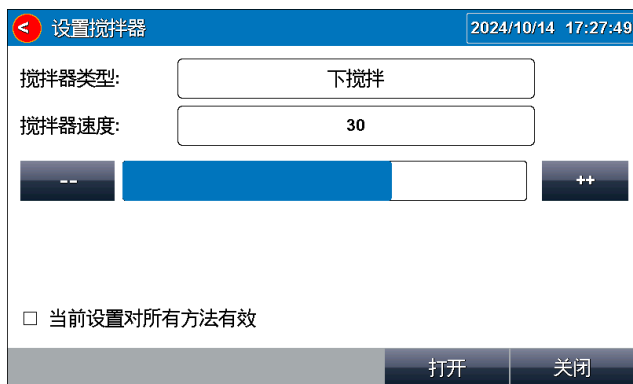 < 设置搅拌器 2024/10/14 17:27:49
搅拌器类型: 下搅拌
搅拌器速度: 30
-- ++
当前设置对所有方法有效
打开 关闭